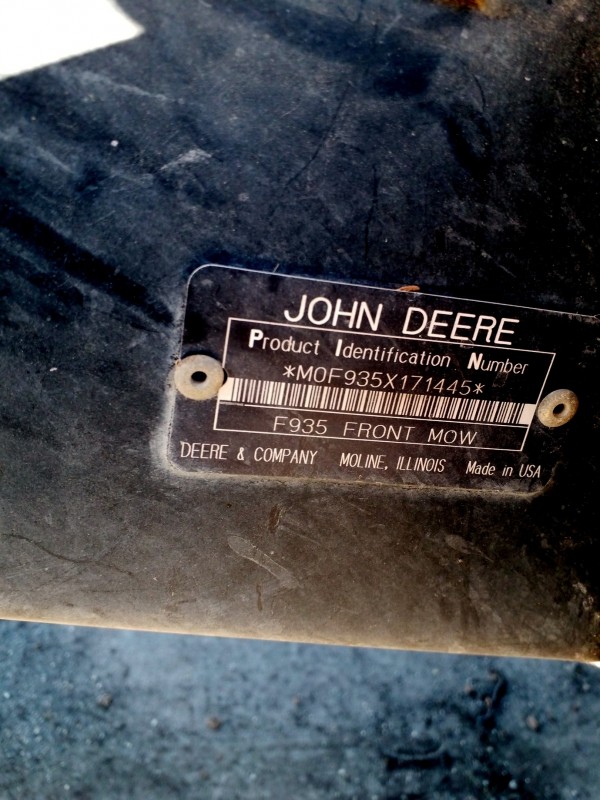 JOHN DEERE
Product Identification Number
*M0F935X171445*
F935 FRONT MOW
DEERE & COMPANY MOLINE, ILLINOIS Made in USA